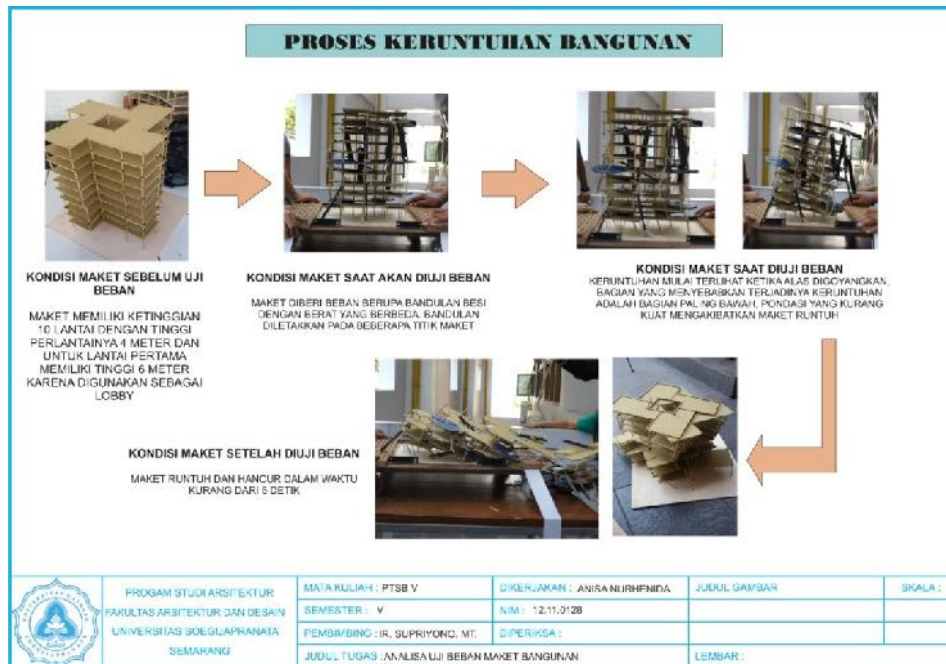 PROSES KERUNTUHAN BANGUNAN
KONDISI MAKET SEBELUM UJI
BEBAN
MAKET MEMILIKI KETINGGIAN
10 LANTAI DENGAN TINGGI
PERLANTAINYA 4 METER DAN
UNTUK LANTAI PERTAMA
MEMILIKI TINGGI 6 METER
KARENA DIGUNAKAN SEBAGAI
LOBBY
KONDISI MAKET SAAT AKAN DIUJI BEBAN
MAKET DIBERI BEBAN BERUPA BANDULAN BESI
DENGAN BERAT YANG BERBEDA. BANDULAN
DILETAKKAN PADA BEBERAPA TITIK MAKET
KONDISI MAKET SAAT DIUJI BEBAN
KERUNTUHAN MULAI TERLIHAT KETIKA ALAS DIGOYANGKAN,
BAGIAN YANG MENYEBABKAN TERJADINYA KERUNTUHAN
ADALAH BAGIAN PALING BAWAH, PONDASI YANG KURANG
KUAT MENGAKIBATKAN MAKET RUNTUH
KONDISI MAKET SETELAH DIUJI BEBAN
MAKET RUNTUH DAN HANCUR DALAM WAKTU
KURANG DARI 5 DETIK
PROGAM STUDI ARSITEKTUR
FAKULTAS ARSITEKTUR DAN DESAIN
UNIVERSITAS SOEGIJAPRANATA
SEMARANG
MATA KULIAH : PTSB V
SEMESTER : V
PEMBIMBING : IR. SUPRIYONO, MT.
JUDUL TUGAS : ANALISA UJI BEBAN MAKET BANGUNAN
DIKERJAKAN : ANISA NURHENIDA
NIM : 12.11.0128
DIPERIKSA :
JUDUL GAMBAR
SKALA :
LEMBAR :